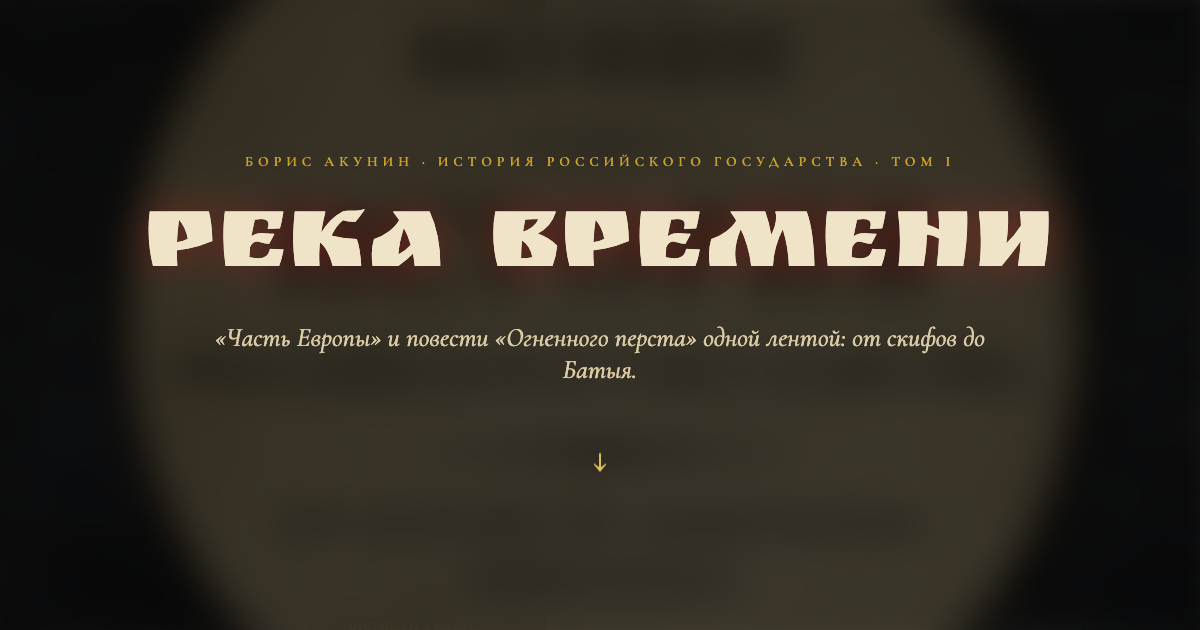 БОРИС АКУНИН · ИСТОРИЯ РОССИЙСКОГО ГОСУДАРСТВА · ТОМ I
РЕКА ВРЕМЕНИ
«Часть Европы» и повести «Огненного перста» одной лентой: от скифов до
Батыя.
↓